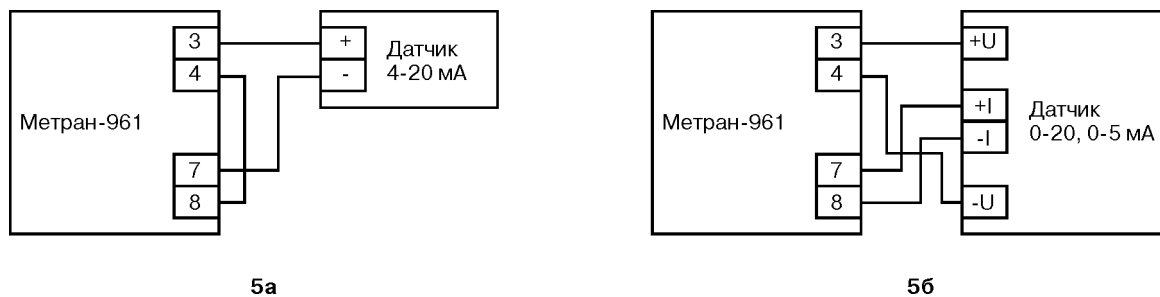 3
4
7
8
Метран-961
+
-
Датчик
4-20 мА
5а
3
4
7
8
Метран-961
+U
+I
-I
-U
Датчик
0-20, 0-5 мА
5б